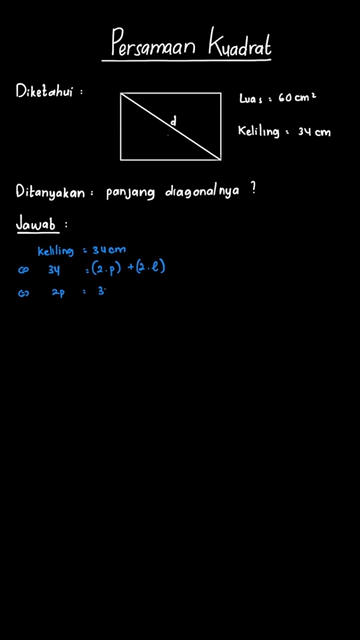 Persamaan Kuadrat
Diketahui :
d
Luas = 60 cm²
Keliling = 34 cm
Ditanyakan : panjang diagonalnya ?
Jawab :
keliling = 34 cm
⇔ 34 = (2.p) + (2.l)
⇔ 2p = 3